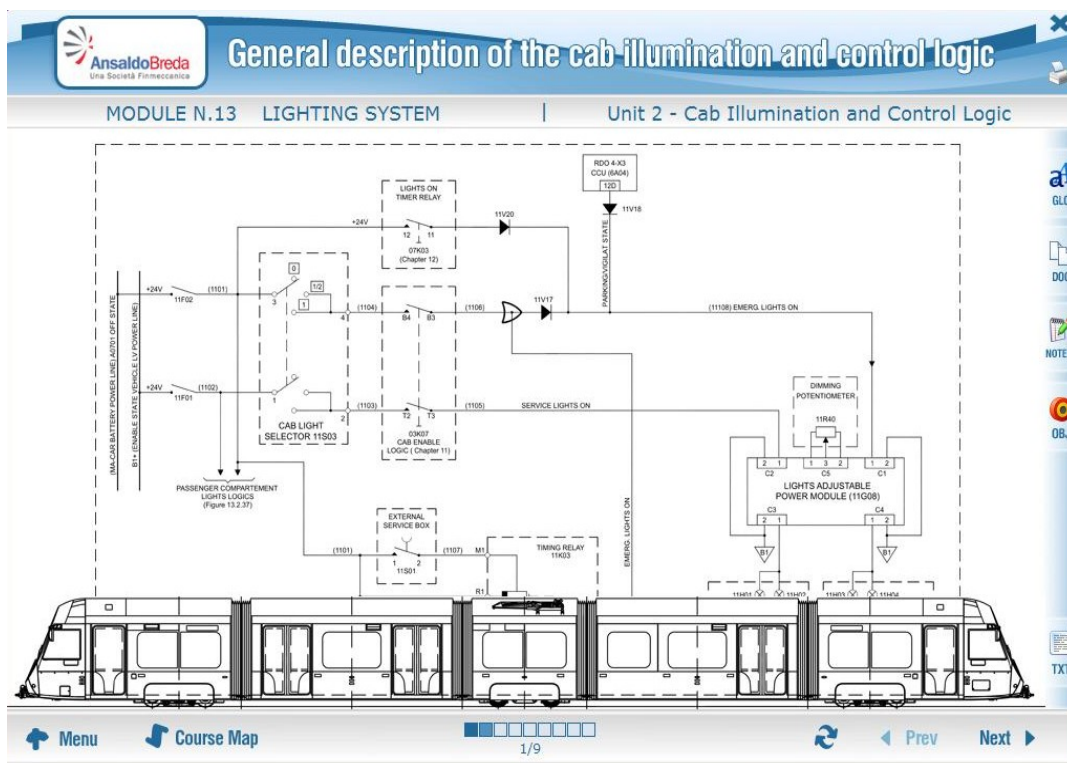 AnsaldoBreda
Una Società Finmeccanica
General description of the cab illumination and control logic
MODULE N.13 LIGHTING SYSTEM | Unit 2 - Cab Illumination and Control Logic
RDO 4-X3
CCU (6A04)
12D
11V18
PARKING/VIGILAT STATE
LIGHTS ON
TIMER RELAY
+24V
12 11
07K03
(Chapter 12)
11V20
(MA-CAR BATTERY POWER LINE) A0701 OFF STATE
B1+ (ENABLE STATE VEHICLE LV POWER LINE)
+24V
11F02
(1101)
0
1/2
1
3
4
(1104)
B4 B3
(1106)
11V17
(11108) EMERG. LIGHTS ON
+24V
11F01
(1102)
1
2
CAB LIGHT
SELECTOR 11S03
(1103)
T2 T3
03K07
CAB ENABLE
LOGIC ( Chapter 11)
(1105)
SERVICE LIGHTS ON
DIMMING
POTENTIOMETER
11R40
1 3 2
C5
2 1
C2
1 2
C1
LIGHTS ADJUSTABLE
POWER MODULE (11G08)
C3
2 1
C4
1 2
B1
B1
PASSENGER COMPARTEMENT
LIGHTS LOGICS
(Figure 13.2.37)
EXTERNAL
SERVICE BOX
(1101)
1 2
11S01
(1107)
M1
R1
TIMING RELAY
11K03
EMERG. LIGHTS ON
11H01 11H02
11H03 11H04
GLO
DOC
NOTE
OBJ
TXT
Menu
Course Map
1/9
Prev
Next